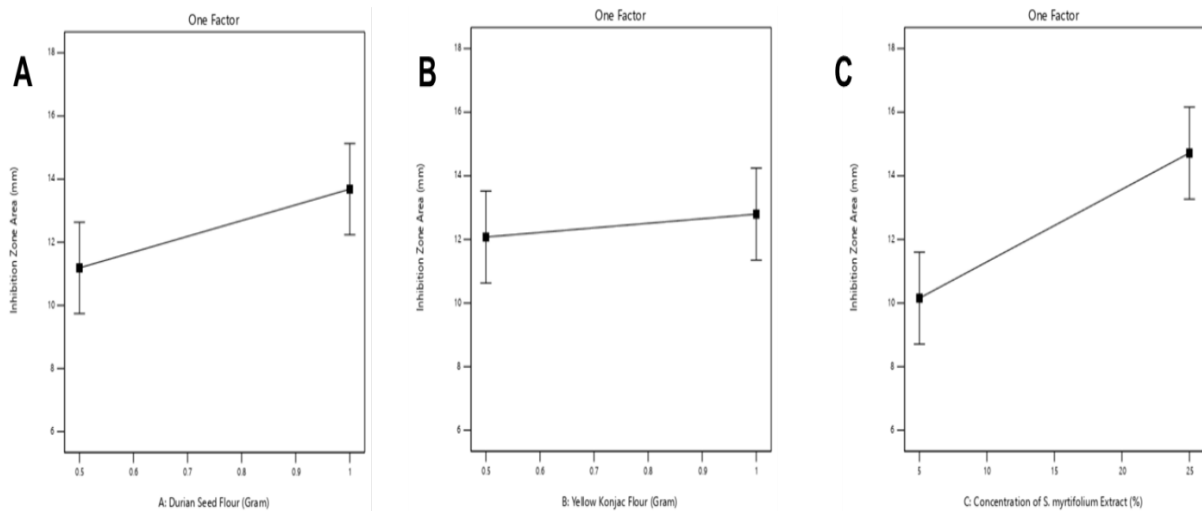 One Factor
A
18
16
14
12
10
8
6
Inhibition Zone Area (mm)
0.5 0.6 0.7 0.8 0.9 1
A: Durian Seed Flour (Gram)
One Factor
B
18
16
14
12
10
8
6
Inhibition Zone Area (mm)
0.5 0.6 0.7 0.8 0.9 1
B: Yellow Konjac Flour (Gram)
One Factor
C
18
16
14
12
10
8
6
Inhibition Zone Area (mm)
5 10 15 20 25
C: Concentration of S. myrtifolium Extract (%)